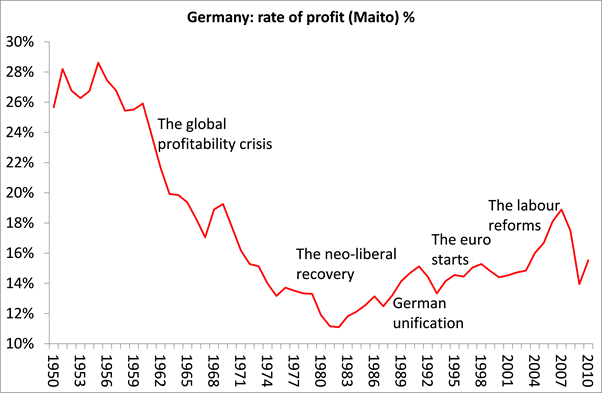 Germany: rate of profit (Maito) %
30%
28%
26%
24%
22%
20%
18%
16%
14%
12%
10%
The global
profitability crisis
The neo-liberal
recovery
German
unification
The euro
starts
The labour
reforms
1950
1953
1956
1959
1962
1965
1968
1971
1974
1977
1980
1983
1986
1989
1992
1995
1998
2001
2004
2007
2010